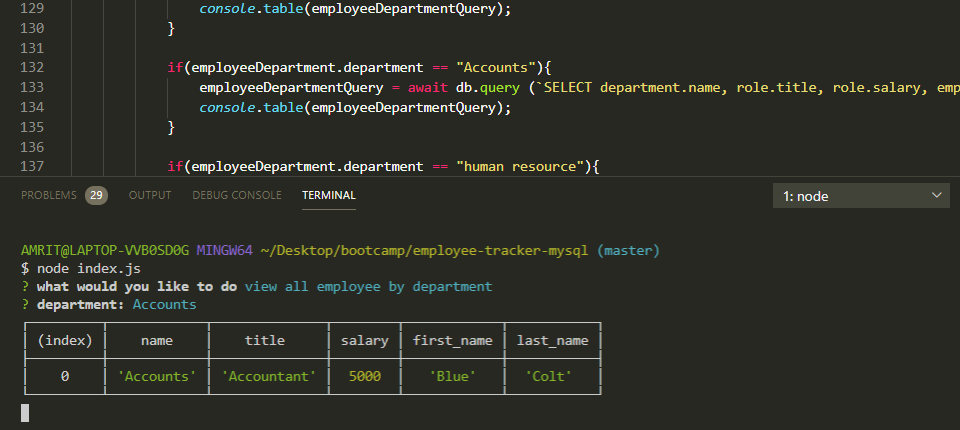 129 console.table(employeeDepartmentQuery);
130 }
131
132 if(employeeDepartment.department == "Accounts"){
133 employeeDepartmentQuery = await db.query (`SELECT department.name, role.title, role.salary, emp
134 console.table(employeeDepartmentQuery);
135 }
136
137 if(employeeDepartment.department == "human resource"){
PROBLEMS 29 OUTPUT DEBUG CONSOLE TERMINAL 1: node
AMRIT@LAPTOP-VVB0SD0G MINGW64 ~/Desktop/bootcamp/employee-tracker-mysql (master)
$ node index.js
? what would you like to do view all employee by department
? department: Accounts
(index) name title salary first_name last_name
0 'Accounts' 'Accountant' 5000 'Blue' 'Colt'